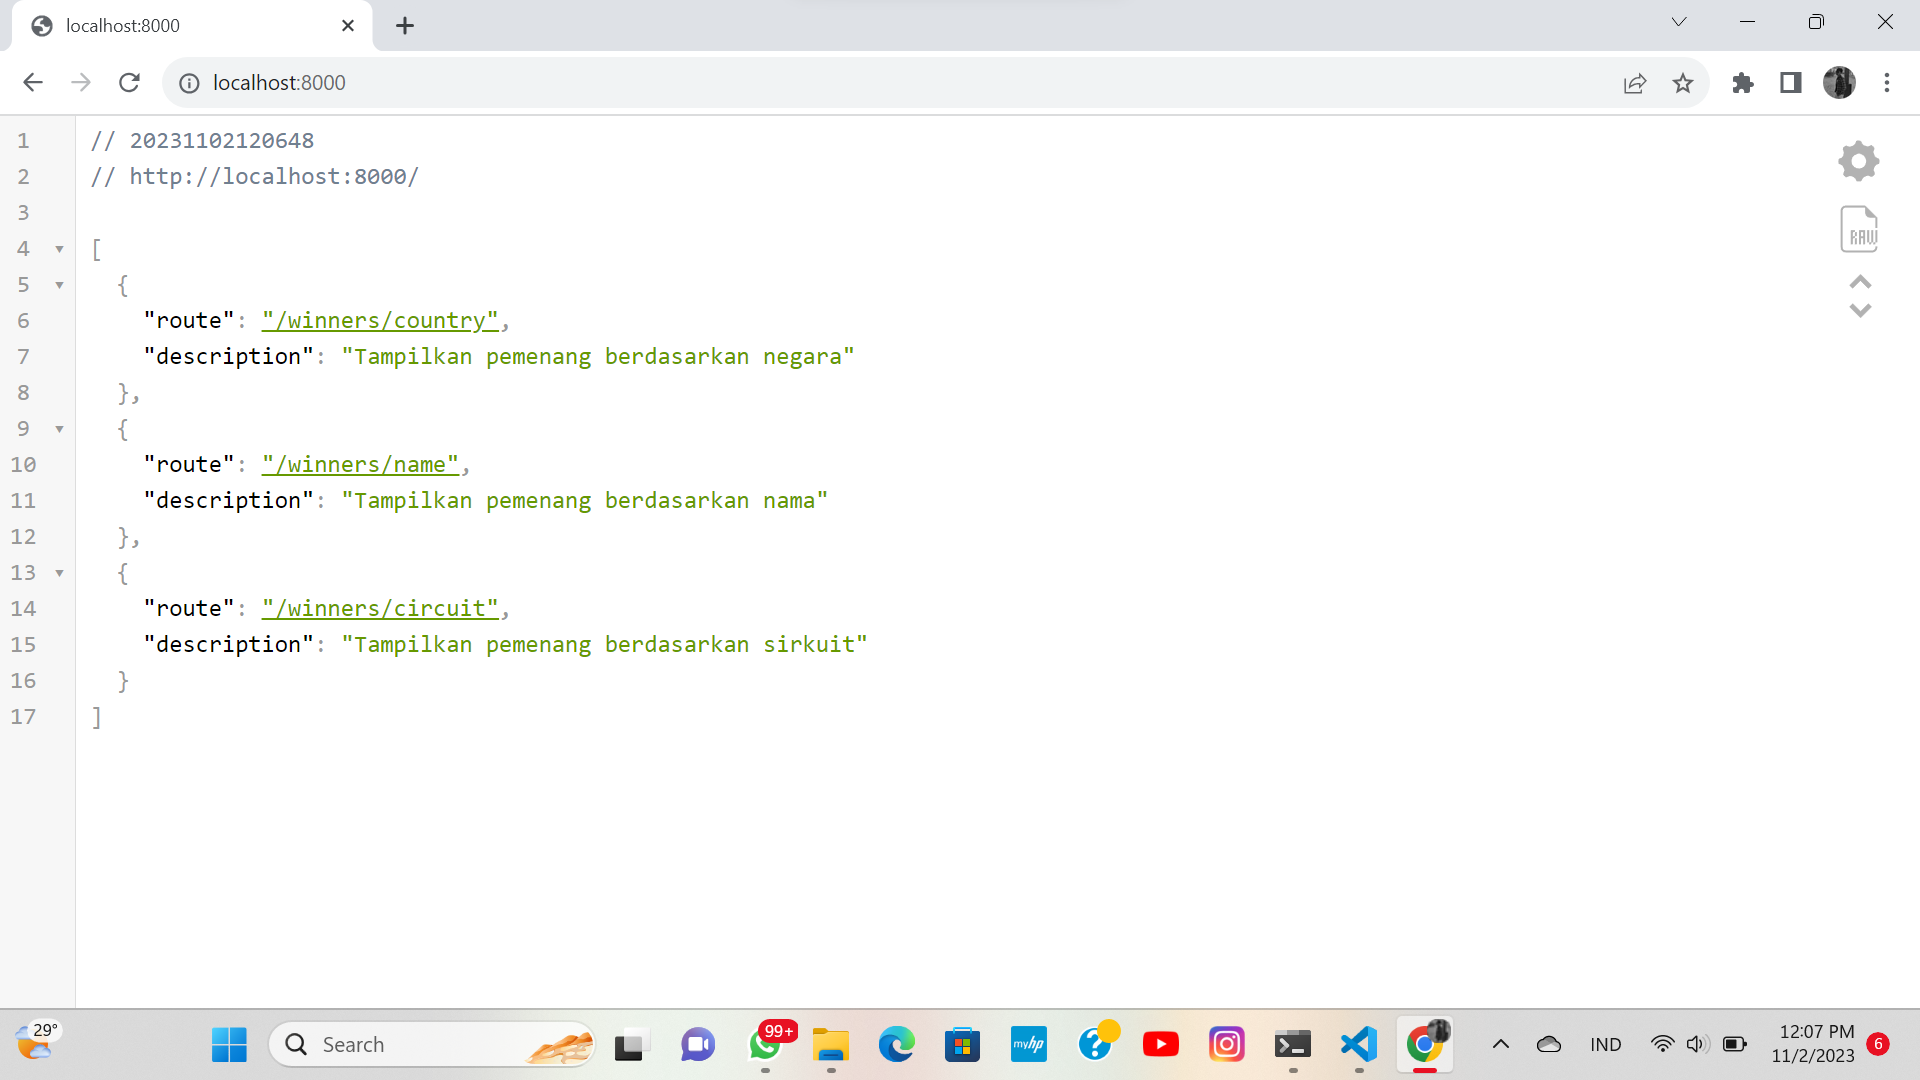 localhost:8000
localhost:8000
1 // 20231102120648
2 // http://localhost:8000/
3
4 [
5 {
6 "route": "/winners/country",
7 "description": "Tampilkan pemenang berdasarkan negara"
8 },
9 {
10 "route": "/winners/name",
11 "description": "Tampilkan pemenang berdasarkan nama"
12 },
13 {
14 "route": "/winners/circuit",
15 "description": "Tampilkan pemenang berdasarkan sirkuit"
16 }
17 ]
RAW
29°
Search
99+
myhp
IND
12:07 PM
11/2/2023
6